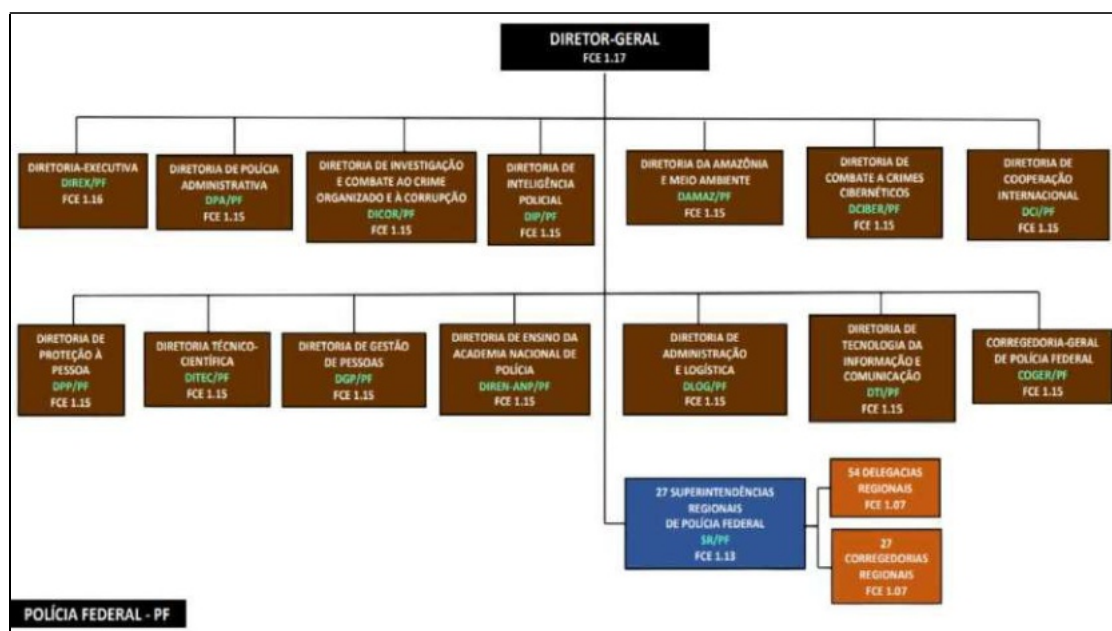 DIRETOR-GERAL
FCE 1.17
DIRETORIA-EXECUTIVA
DIREX/PF
FCE 1.16
DIRETORIA DE POLÍCIA
ADMINISTRATIVA
DPA/PF
FCE 1.15
DIRETORIA DE INVESTIGAÇÃO
E COMBATE AO CRIME
ORGANIZADO E À CORRUPÇÃO
DICOR/PF
FCE 1.15
DIRETORIA DE
INTELIGÊNCIA
POLICIAL
DIP/PF
FCE 1.15
DIRETORIA DA AMAZÔNIA
E MEIO AMBIENTE
DAMAZ/PF
FCE 1.15
DIRETORIA DE
COMBATE A CRIMES
CIBERNÉTICOS
DCIBER/PF
FCE 1.15
DIRETORIA DE
COOPERAÇÃO
INTERNACIONAL
DCI/PF
FCE 1.15
DIRETORIA DE
PROTEÇÃO À
PESSOA
DPP/PF
FCE 1.15
DIRETORIA TÉCNICO-
CIENTÍFICA
DITEC/PF
FCE 1.15
DIRETORIA DE GESTÃO
DE PESSOAS
DGP/PF
FCE 1.15
DIRETORIA DE ENSINO DA
ACADEMIA NACIONAL DE
POLÍCIA
DIREN-ANP/PF
FCE 1.15
DIRETORIA DE
ADMINISTRAÇÃO
E LOGÍSTICA
DLOG/PF
FCE 1.15
DIRETORIA DE
TECNOLOGIA DA
INFORMAÇÃO E
COMUNICAÇÃO
DTI/PF
FCE 1.15
CORREGEDORIA-GERAL
DE POLÍCIA FEDERAL
COGER/PF
FCE 1.15
27 SUPERINTENDÊNCIAS
REGIONAIS
DE POLÍCIA FEDERAL
SR/PF
FCE 1.13
54 DELEGACIAS
REGIONAIS
FCE 1.07
27
CORREGEDORIAS
REGIONAIS
FCE 1.07
POLÍCIA FEDERAL - PF